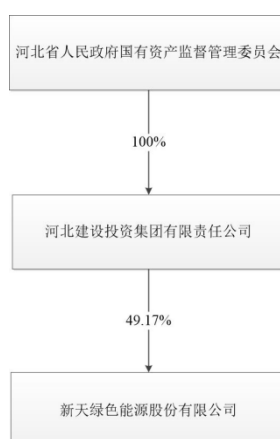 河北省人民政府国有资产监督管理委员会
100%
河北建设投资集团有限责任公司
49.17%
新天绿色能源股份有限公司